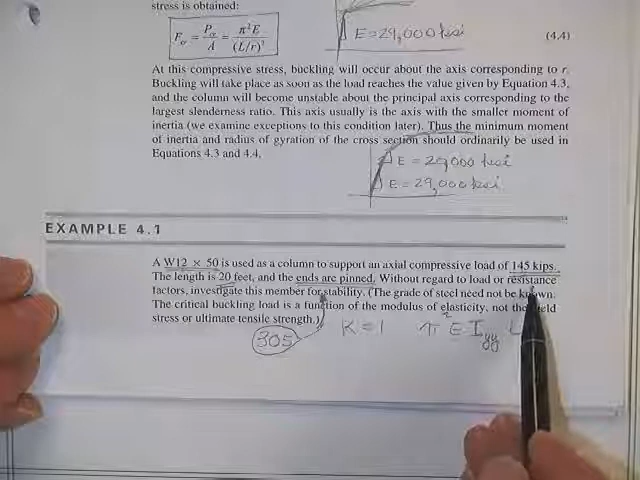 stress is obtained:
F_cr = P_cr / A = π²E / (L/r)²
E = 29,000 ksi
(4.4)
At this compressive stress, buckling will occur about the axis corresponding to r.
Buckling will take place as soon as the load reaches the value given by Equation 4.3,
and the column will become unstable about the principal axis corresponding to the
largest slenderness ratio. This axis usually is the axis with the smaller moment of
inertia (we examine exceptions to this condition later). Thus the minimum moment
of inertia and radius of gyration of the cross section should ordinarily be used in
Equations 4.3 and 4.4.
E = 29,000 ksi
E = 29,000 ksi
EXAMPLE 4.1
A W12 × 50 is used as a column to support an axial compressive load of 145 kips.
The length is 20 feet, and the ends are pinned. Without regard to load or resistance
factors, investigate this member for stability. (The grade of steel need not be known.
The critical buckling load is a function of the modulus of elasticity, not the
stress or ultimate tensile strength.)
305
K = 1 π² E I yy L